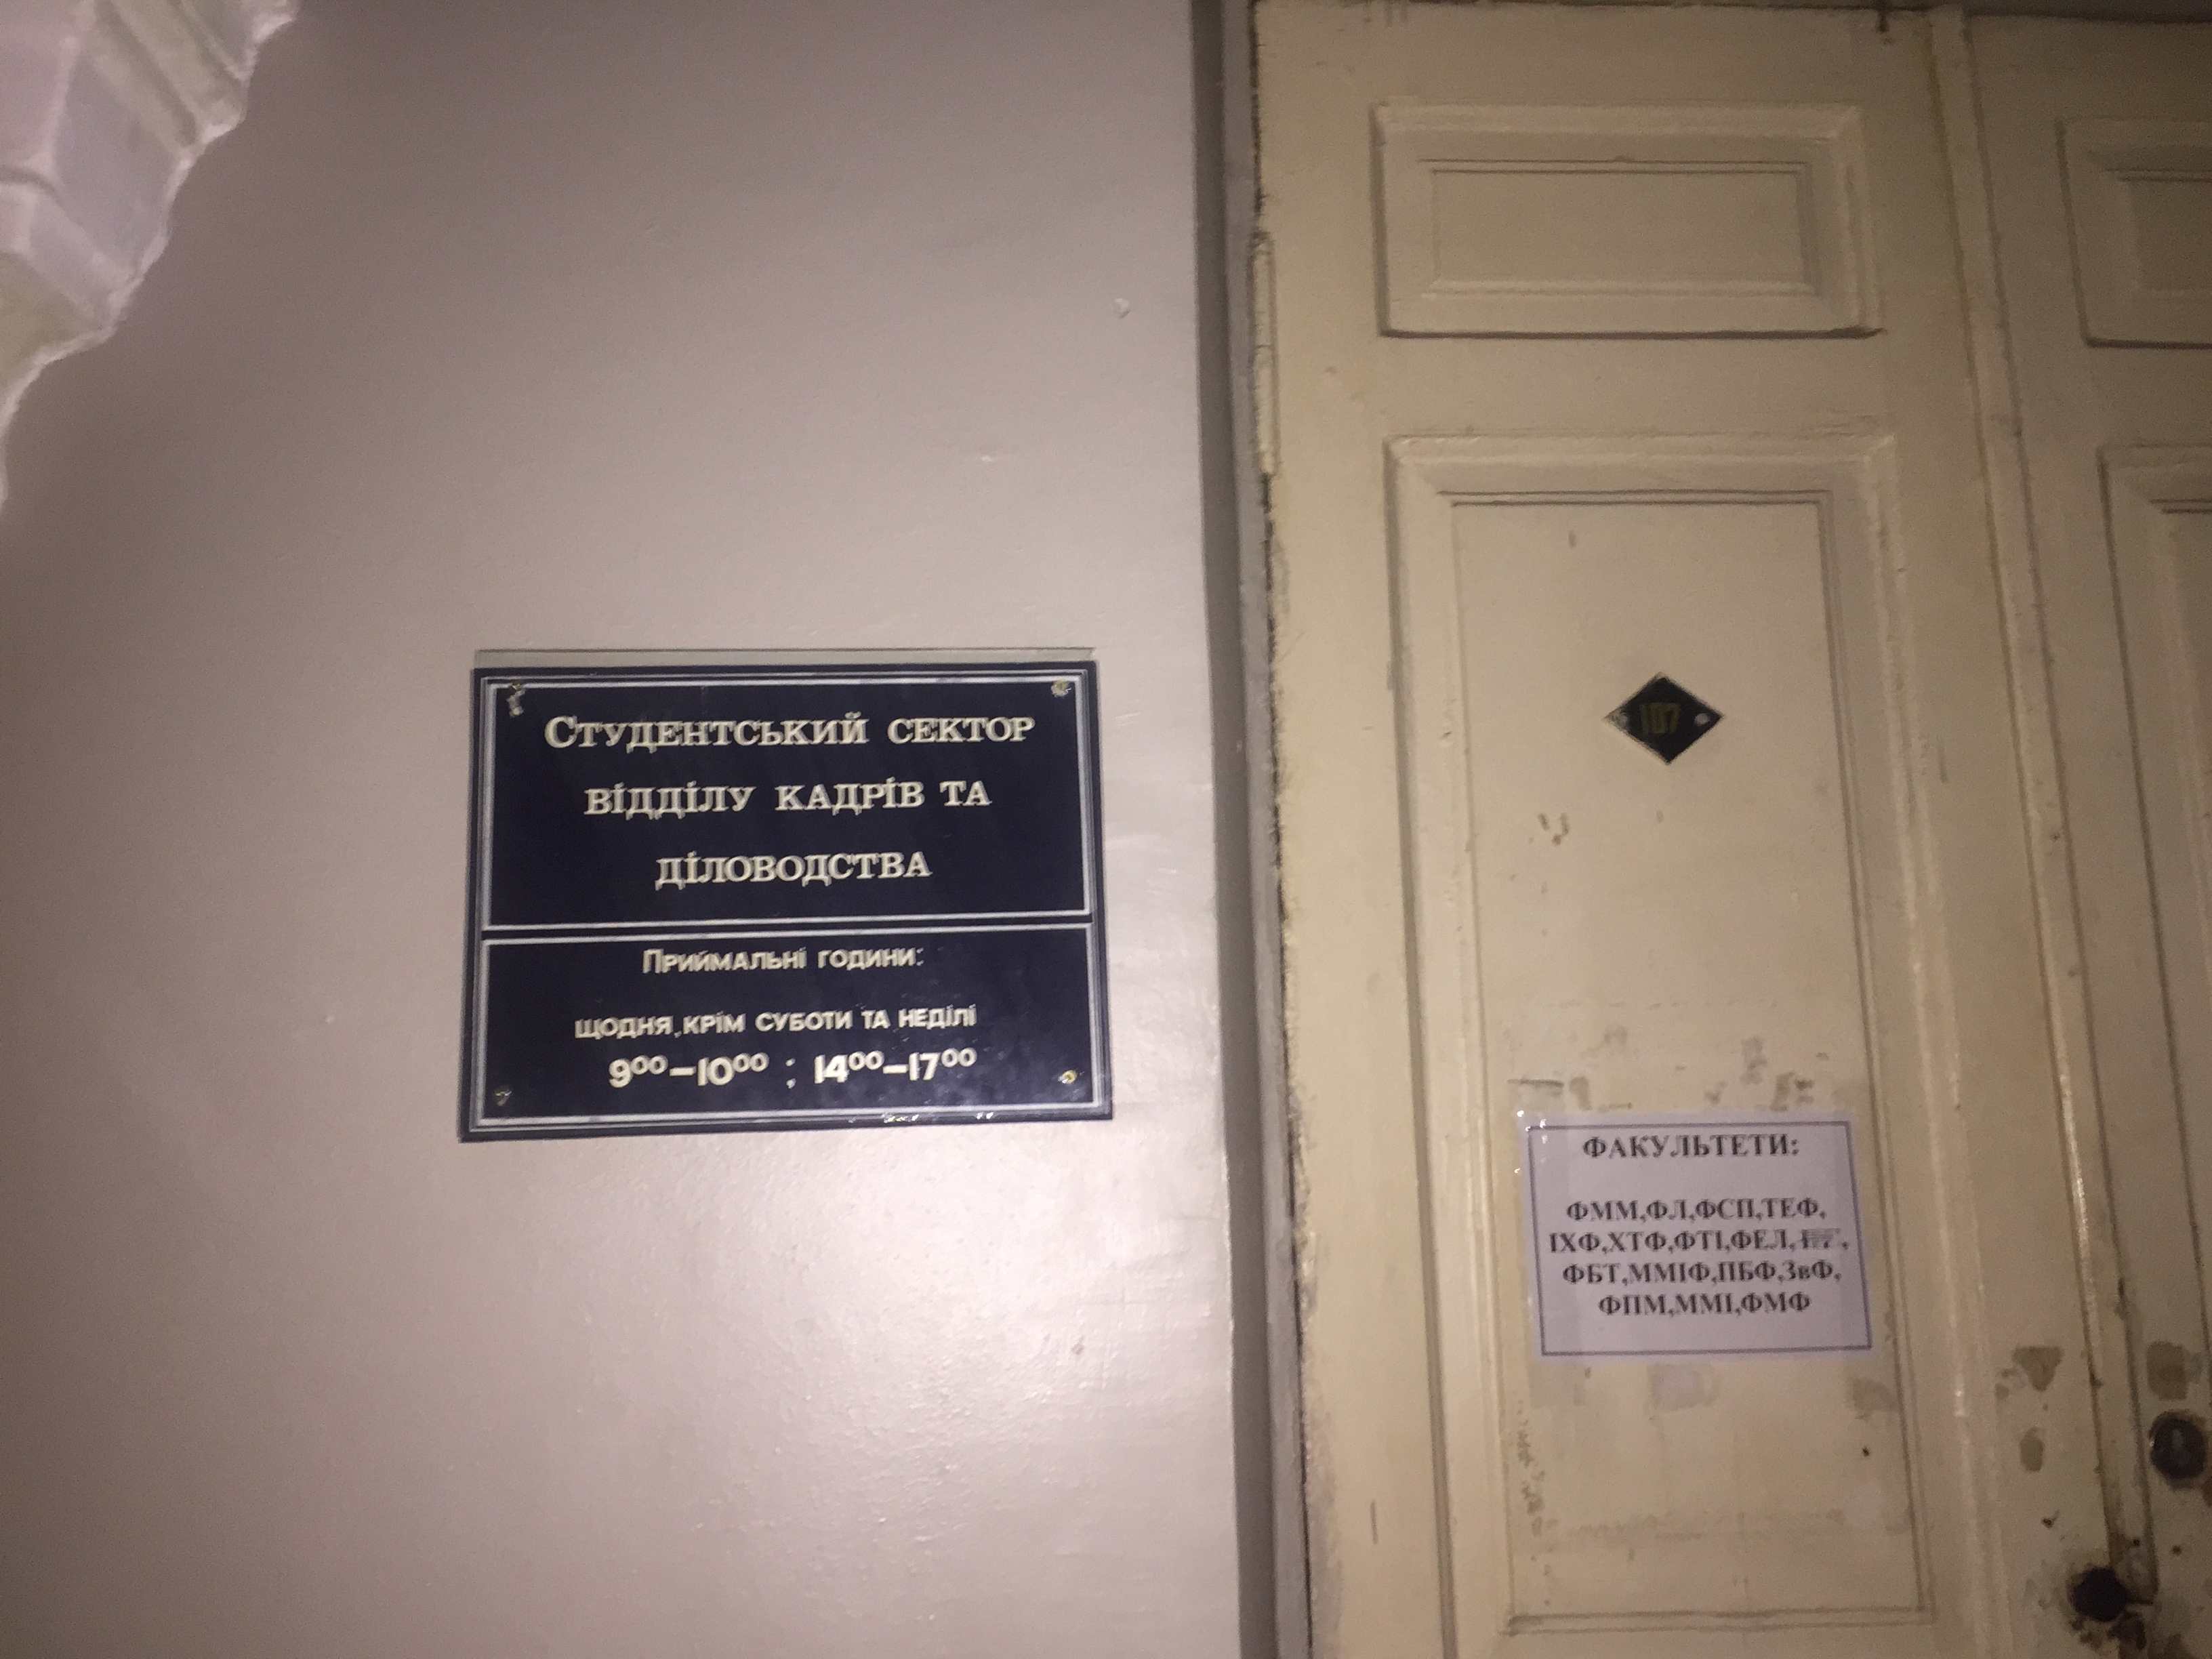 Студентський сектор
відділу кадрів та
діловодства
Приймальні години:
щодня, крім суботи та неділі
9⁰⁰–10⁰⁰ ; 14⁰⁰–17⁰⁰
107
ФАКУЛЬТЕТИ:
ФММ,ФЛ,ФСП,ТЕФ,
ІХФ,ХТФ,ФТІ,ФЕЛ,
ФБТ,ММІФ,ПБФ,ЗвФ,
ФПМ,ММІ,ФМФ